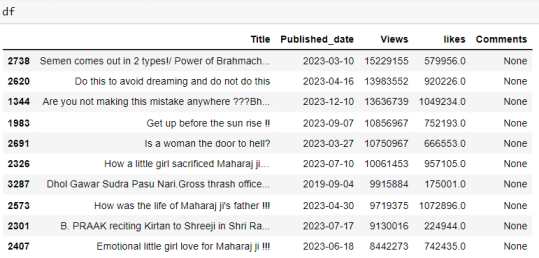 df
Title Published_date Views likes Comments
2738 Semen comes out in 2 types!/ Power of Brahmach... 2023-03-10 15229155 579956.0 None
2620 Do this to avoid dreaming and do not do this 2023-04-16 13983552 920226.0 None
1344 Are you not making this mistake anywhere ???Bh... 2023-12-10 13636739 1049234.0 None
1983 Get up before the sun rise !! 2023-09-07 10856967 752193.0 None
2691 Is a woman the door to hell? 2023-03-27 10750967 666553.0 None
2326 How a little girl sacrificed Maharaj ji... 2023-07-10 10061453 957105.0 None
3287 Dhol Gawar Sudra Pasu Nari.Gross thrash office... 2019-09-04 9915884 175001.0 None
2573 How was the life of Maharaj ji's father !!! 2023-04-30 9719375 1072896.0 None
2301 B. PRAAK reciting Kirtan to Shreeji in Shri Ra... 2023-07-17 9130016 224944.0 None
2407 Emotional little girl love for Maharaj ji !!! 2023-06-18 8442273 742435.0 None